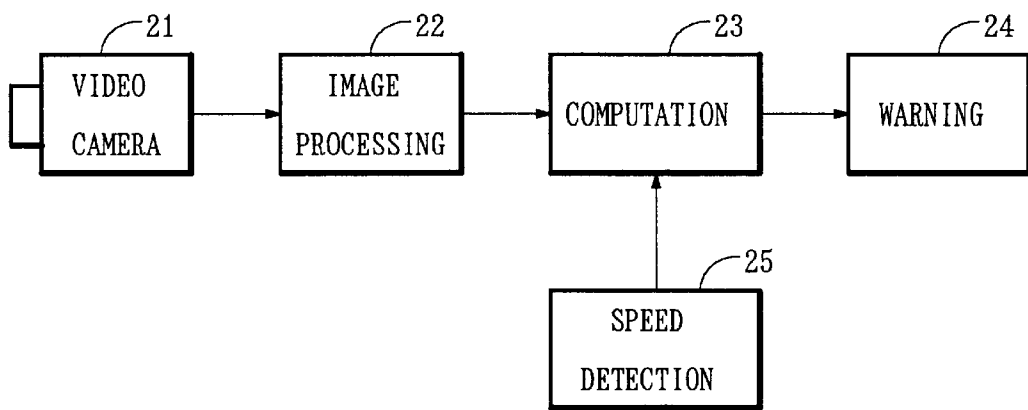 21
22
23
24
VIDEO
CAMERA
IMAGE
PROCESSING
COMPUTATION
WARNING
25
SPEED
DETECTION